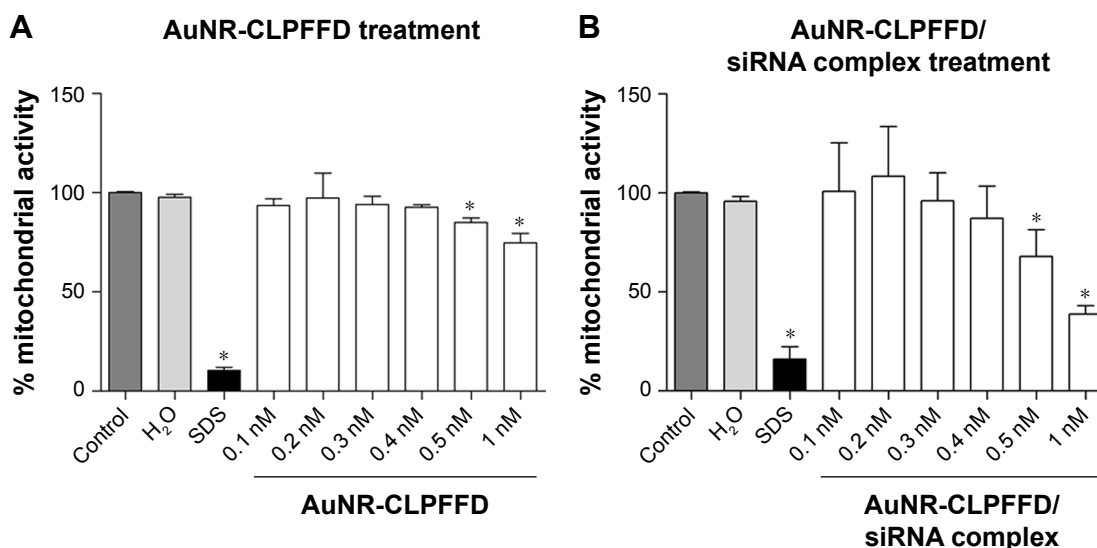 A
AuNR-CLPFFD treatment
% mitochondrial activity
150
100
50
0
*
*
*
Control
H₂O
SDS
0.1 nM
0.2 nM
0.3 nM
0.4 nM
0.5 nM
1 nM
AuNR-CLPFFD
B
AuNR-CLPFFD/
siRNA complex treatment
% mitochondrial activity
150
100
50
0
*
*
*
Control
H₂O
SDS
0.1 nM
0.2 nM
0.3 nM
0.4 nM
0.5 nM
1 nM
AuNR-CLPFFD/
siRNA complex